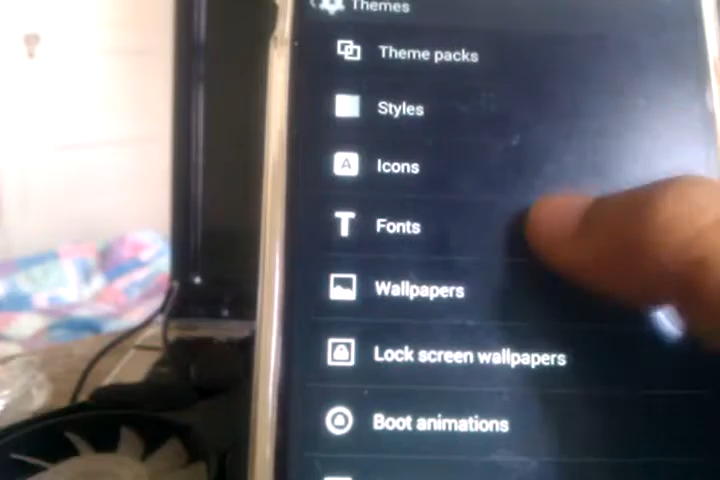 Themes
Theme packs
Styles
A Icons
Fonts
Wallpapers
Lock screen wallpapers
Boot animations